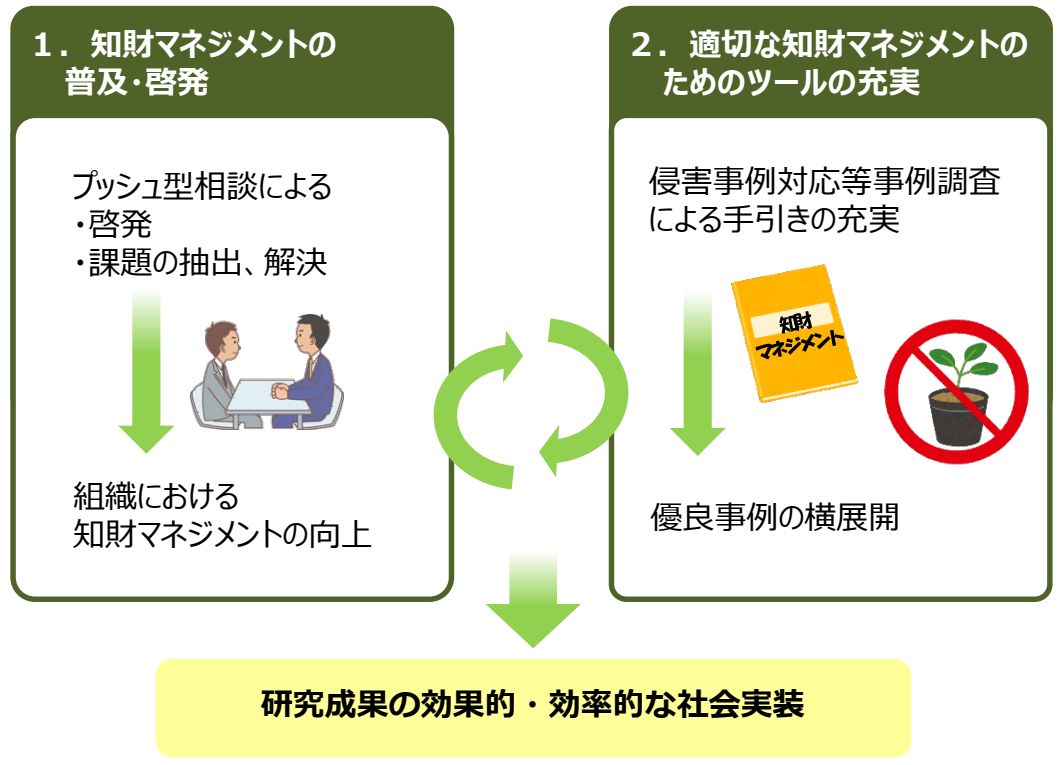 １．知財マネジメントの
普及・啓発
プッシュ型相談による
・啓発
・課題の抽出、解決
組織における
知財マネジメントの向上
２．適切な知財マネジメントの
ためのツールの充実
侵害事例対応等事例調査
による手引きの充実
知財
マネジメント
優良事例の横展開
研究成果の効果的・効率的な社会実装